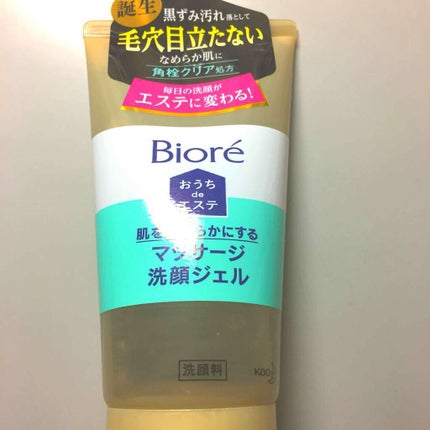 誕生
黒ずみ汚れ落として
毛穴目立たない
なめらか肌に
角栓クリア処方
毎日の洗顔が
エステに変わる!
Bioré
おうち
de
エステ
肌をなめらかにする
マッサージ
洗顔ジェル
洗顔料
Kao